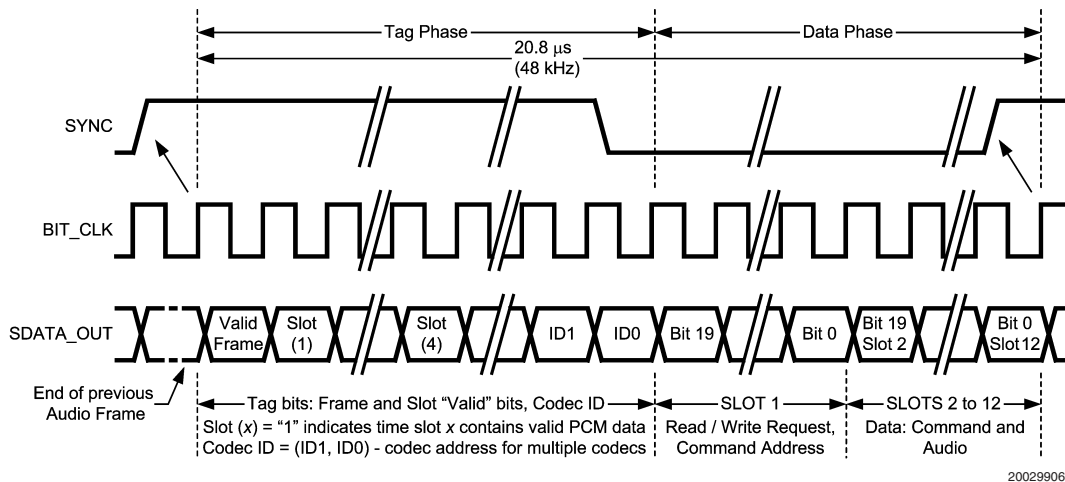 Tag Phase
Data Phase
20.8 μs
(48 kHz)
SYNC
BIT_CLK
SDATA_OUT
Valid
Frame
Slot
(1)
Slot
(4)
ID1
ID0
Bit 19
Bit 0
Bit 19
Slot 2
Bit 0
Slot 12
End of previous
Audio Frame
Tag bits: Frame and Slot “Valid” bits, Codec ID
Slot (x) = “1” indicates time slot x contains valid PCM data
Codec ID = (ID1, ID0) - codec address for multiple codecs
SLOT 1
Read / Write Request,
Command Address
SLOTS 2 to 12
Data: Command and
Audio
20029906